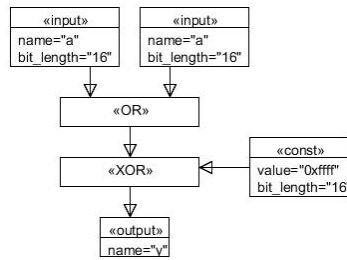 «input»
name="a"
bit_length="16"
«input»
name="a"
bit_length="16"
«OR»
«XOR»
«const»
value="0xffff"
bit_length="16
«output»
name="y"